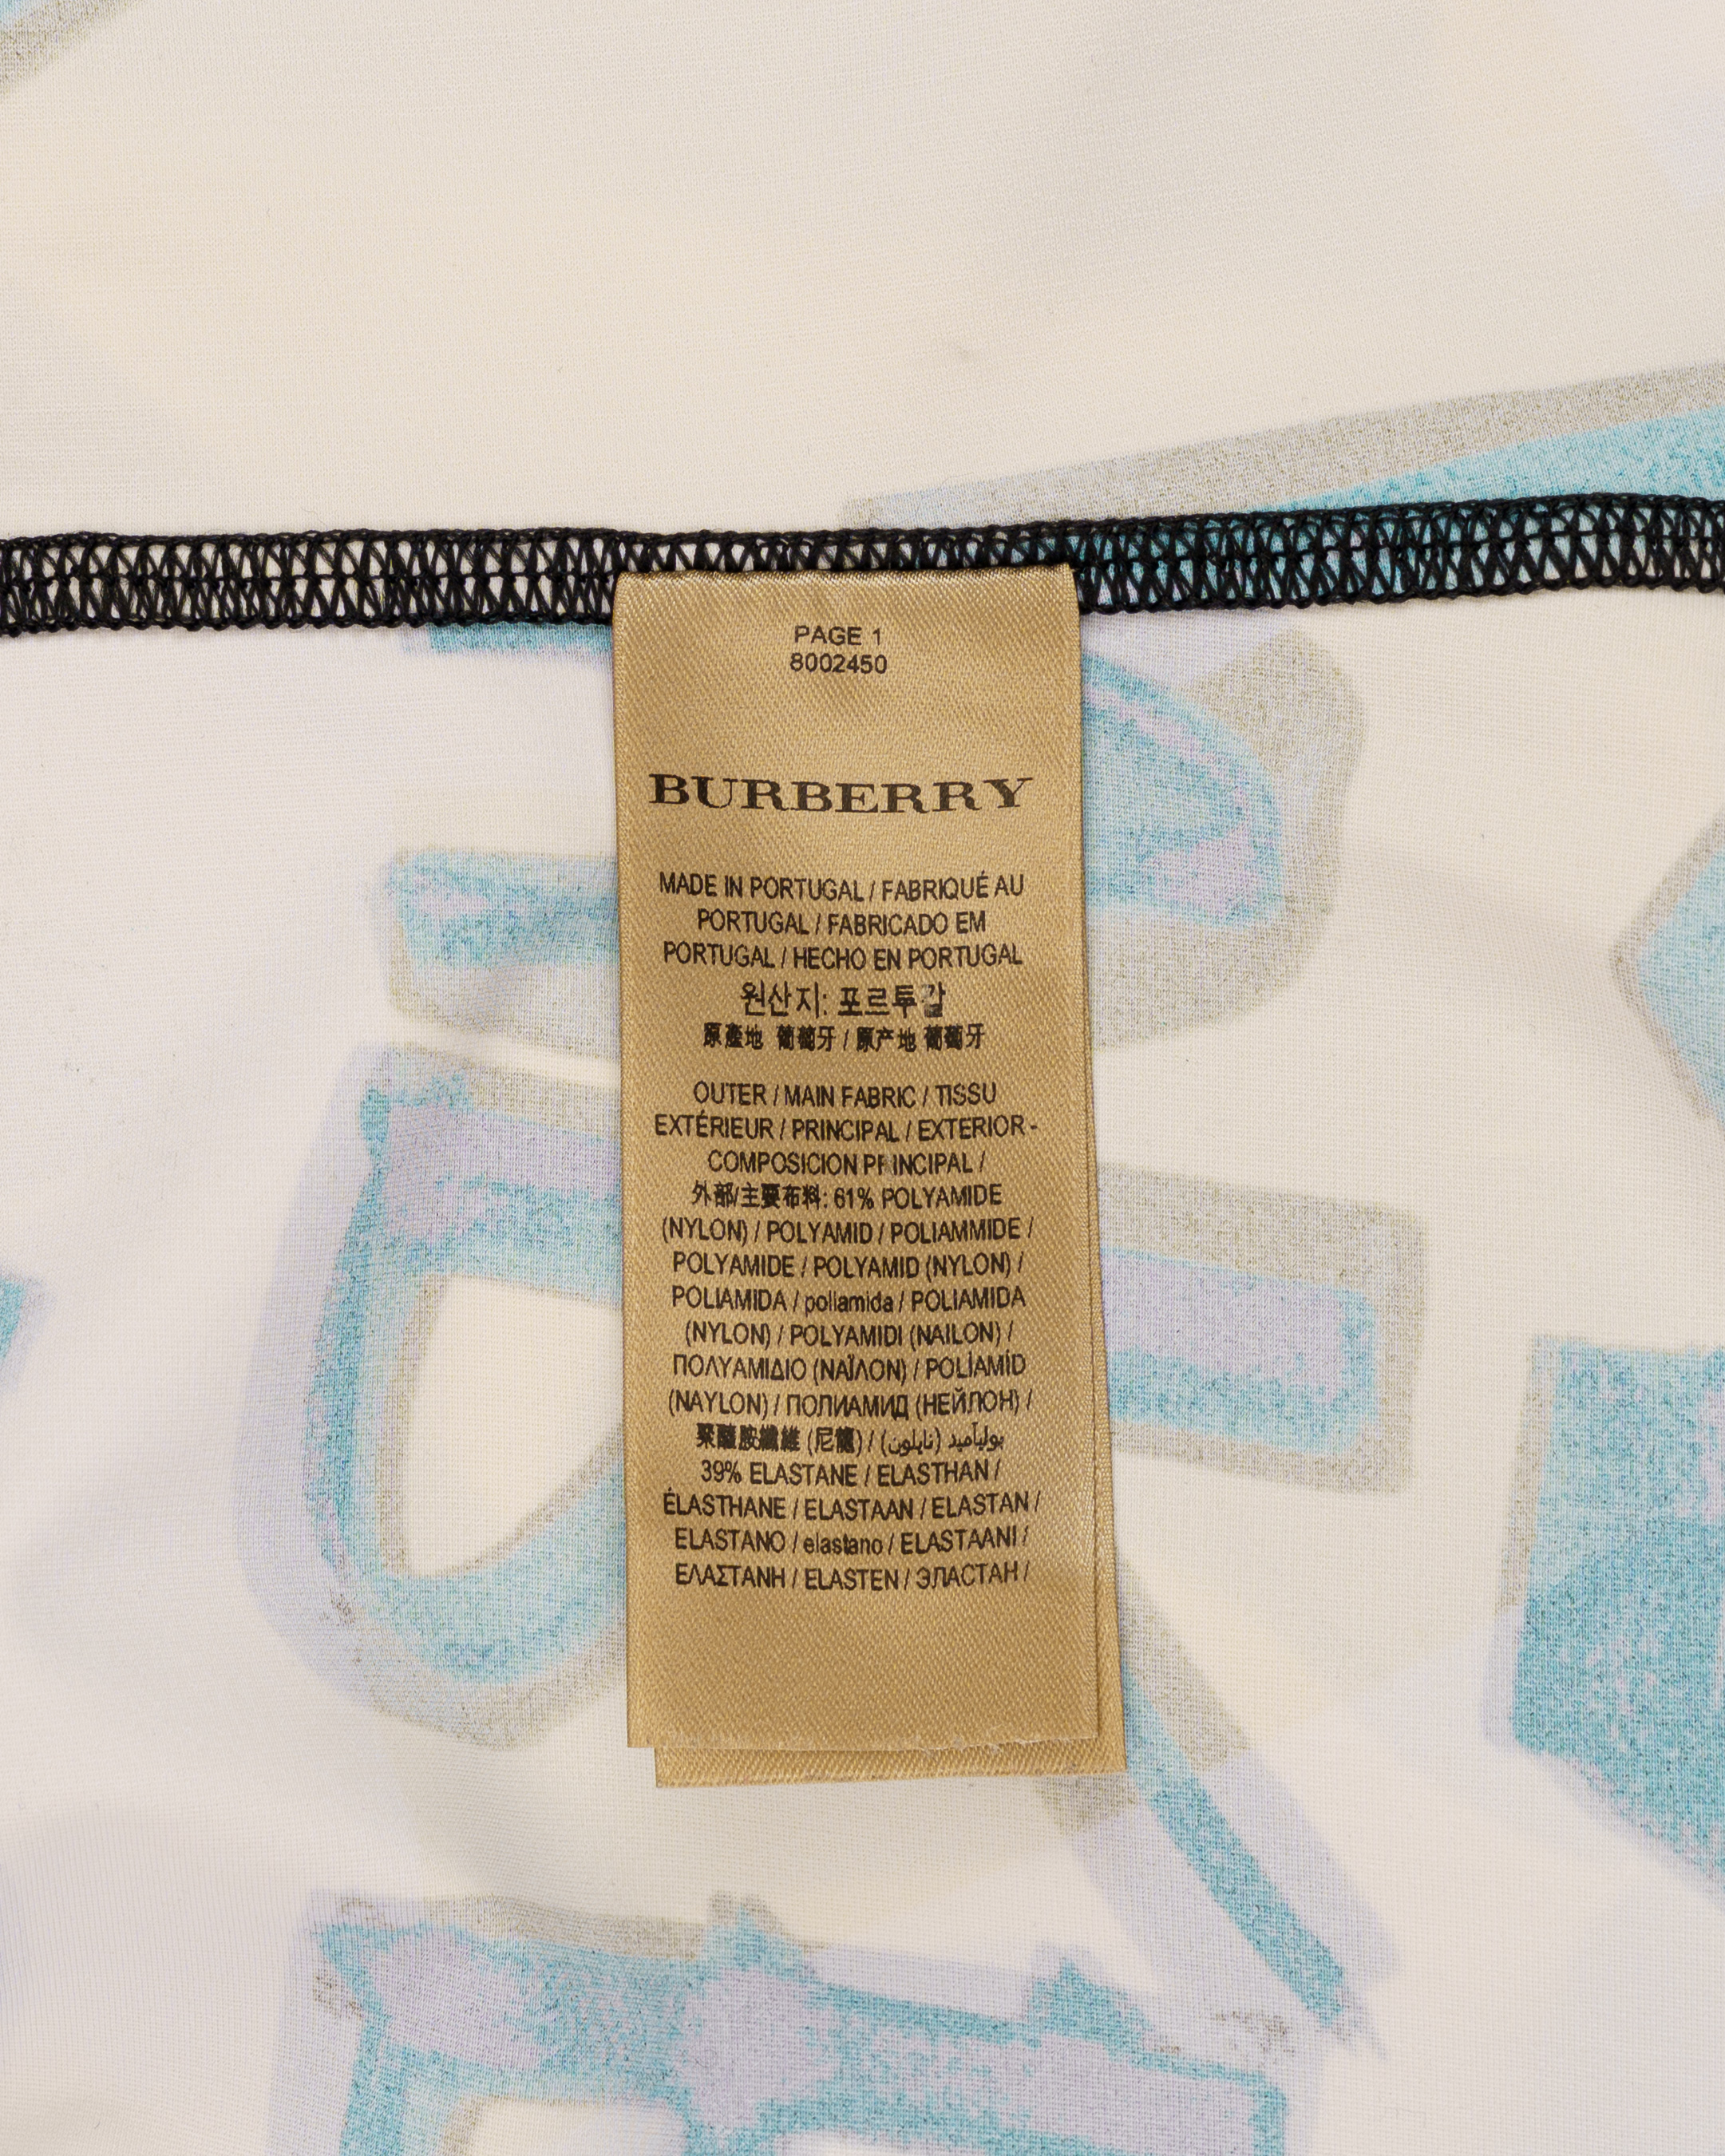 PAGE 1
8002450
BURBERRY
MADE IN PORTUGAL / FABRIQUÉ AU
PORTUGAL / FABRICADO EM
PORTUGAL / HECHO EN PORTUGAL
원산지: 포르투갈
原產地 葡萄牙 / 原产地 葡萄牙
OUTER / MAIN FABRIC / TISSU
EXTÉRIEUR / PRINCIPAL / EXTERIOR -
COMPOSICION PRINCIPAL /
外部/主要布料: 61% POLYAMIDE
(NYLON) / POLYAMID / POLIAMMIDE /
POLYAMIDE / POLYAMID (NYLON) /
POLIAMIDA / poliamida / POLIAMIDA
(NYLON) / POLYAMIDI (NAILON) /
ΠΟΛΥΑΜΙΔΙΟ (ΝΑΪΛΟΝ) / POLİAMİD
(NAYLON) / ПОЛИАМИД (НЕЙЛОН) /
聚醯胺纖維 (尼龍) / بولياميد (نايلون)
39% ELASTANE / ELASTHAN /
ÉLASTHANE / ELASTAAN / ELASTAN /
ELASTANO / elastano / ELASTAANI /
ΕΛΑΣΤΑΝΗ / ELASTEN / ЭЛАСТАН /